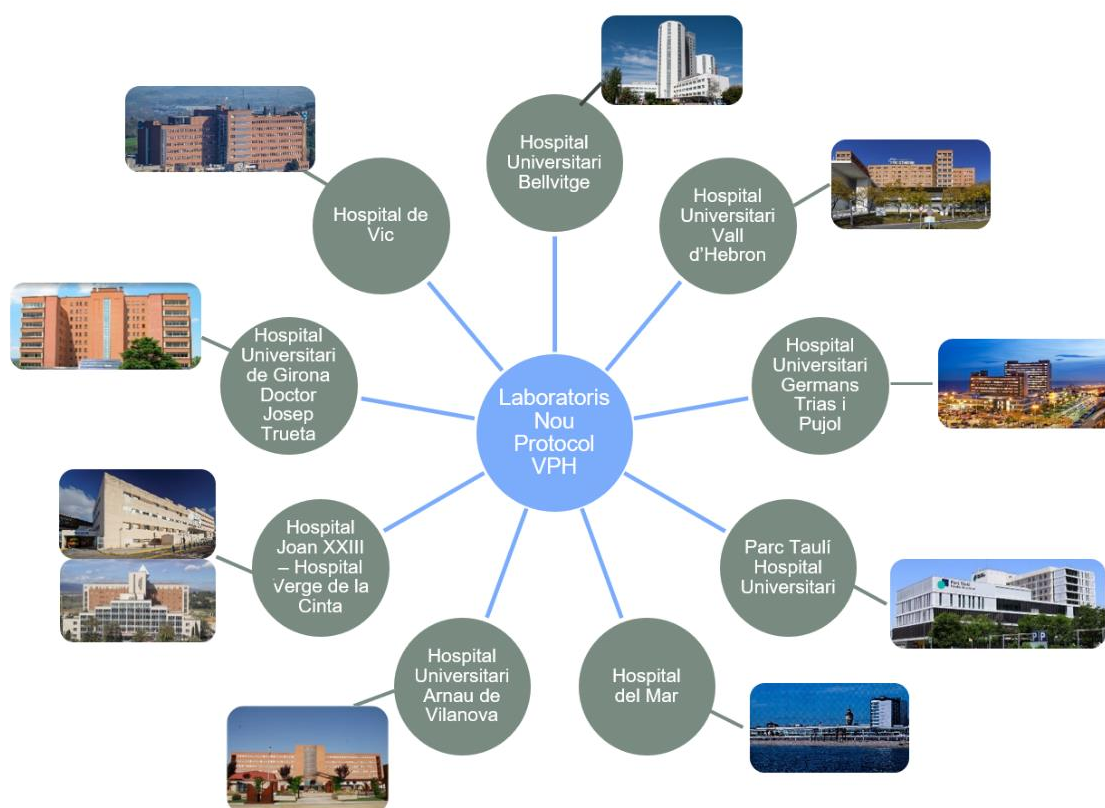 Hospital
Universitari
Bellvitge
Hospital
Universitari
Vall
d’Hebron
Hospital
Universitari
Germans
Trias i
Pujol
Parc Taulí
Hospital
Universitari
Hospital
del Mar
Hospital
Universitari
Arnau de
Vilanova
Hospital
Joan XXIII
– Hospital
Verge de la
Cinta
Hospital
Universitari
de Girona
Doctor
Josep
Trueta
Hospital de
Vic
Laboratoris
Nou
Protocol
VPH
Parc Taulí